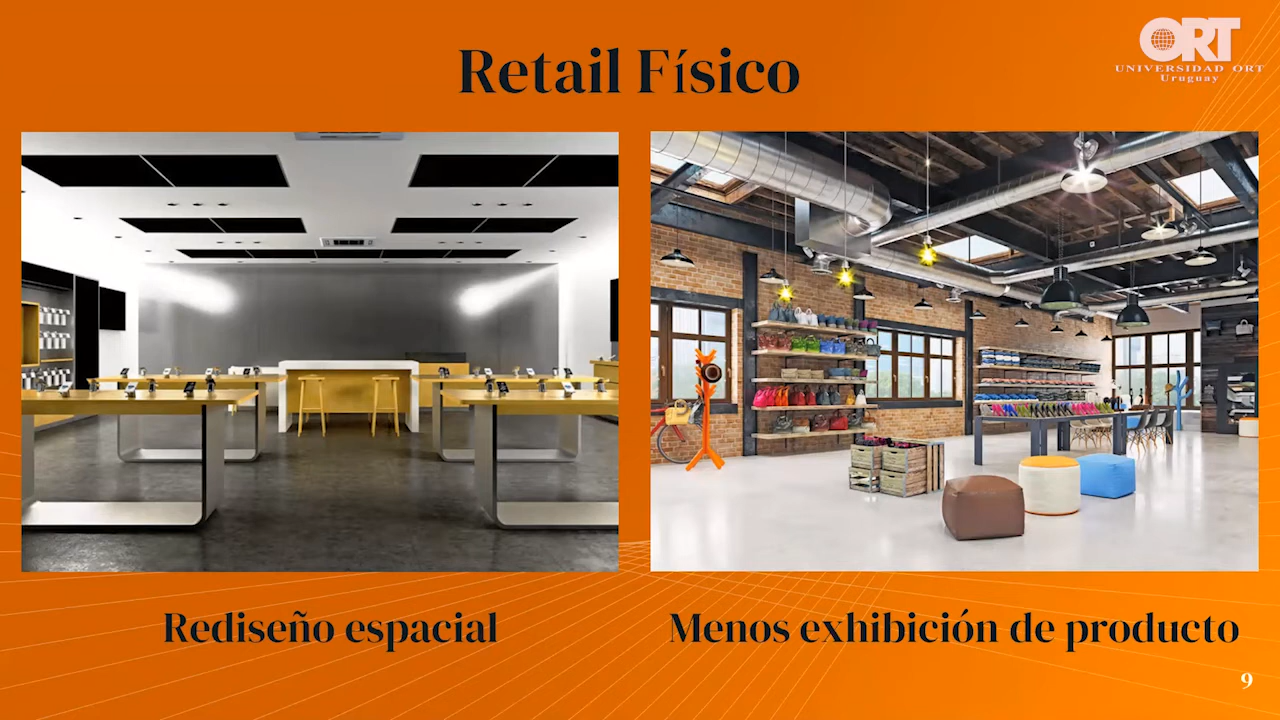 ORT
UNIVERSIDAD ORT
Uruguay
Retail Físico
Rediseño espacial
Menos exhibición de producto
9